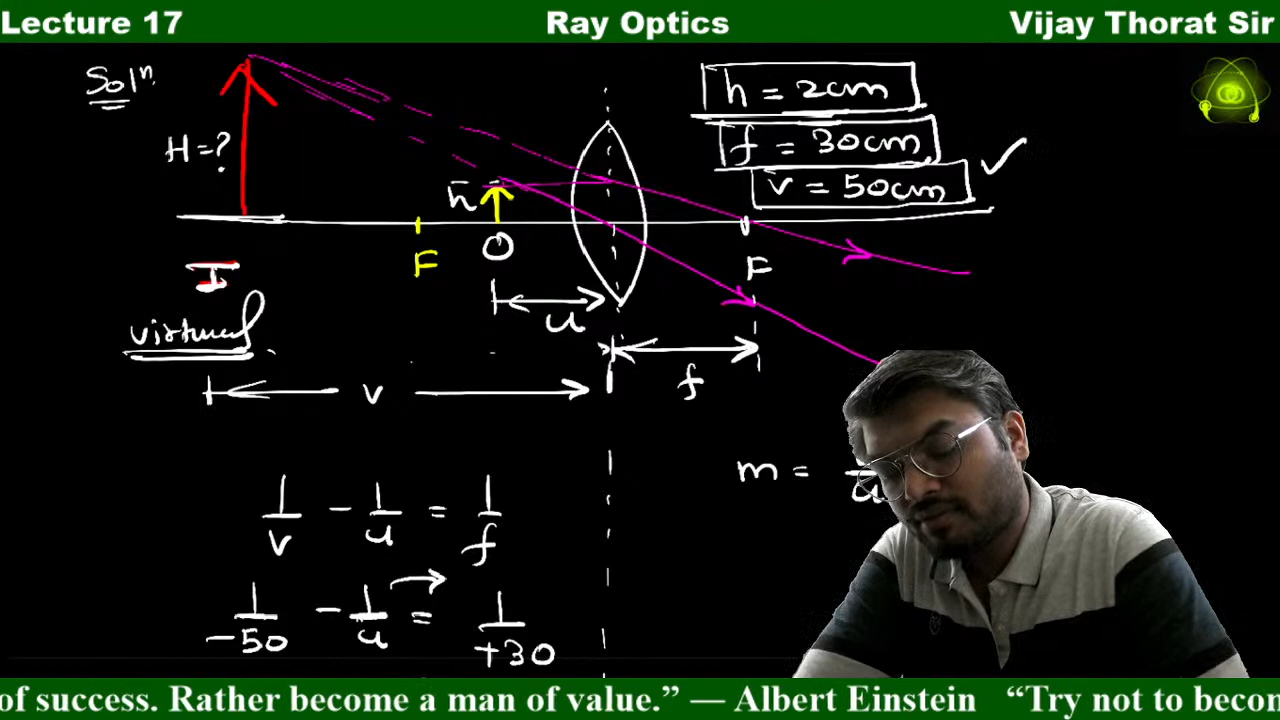 Lecture 17
Ray Optics
Vijay Thorat Sir
Solⁿ.
H=?
h
F
O
F
I
virtual
u
f
v
h = 2cm
f = 30cm,
v = 50cm
m =
u
1/v - 1/u = 1/f
1/-50 - 1/u = 1/+30
of success. Rather become a man of value.” — Albert Einstein “Try not to becon